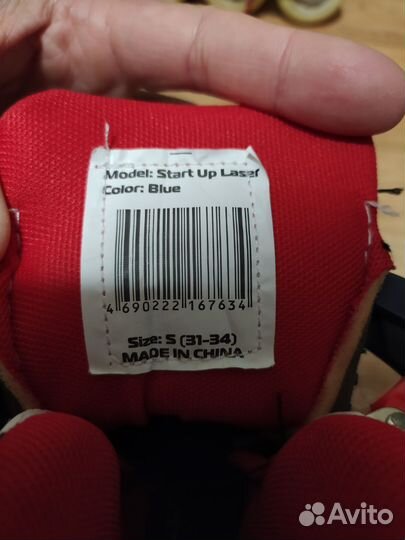 Model: Start Up Laser
Color: Blue
4 690222 167634
Size: S (31-34)
MADE IN CHINA
Avito